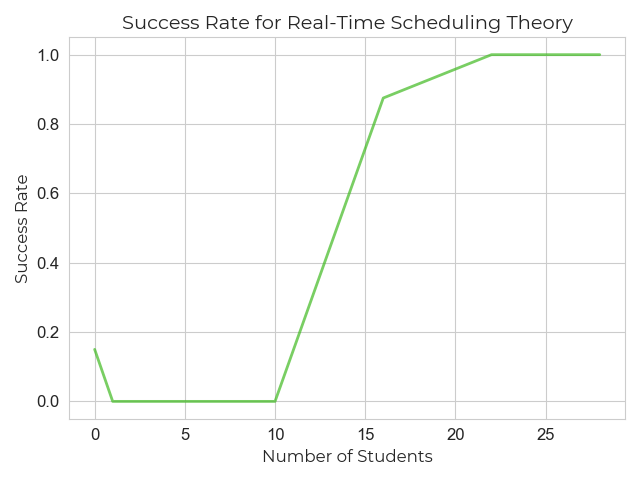 Success Rate for Real-Time Scheduling Theory
1.0
0.8
0.6
0.4
0.2
0.0
Success Rate
0 5 10 15 20 25
Number of Students